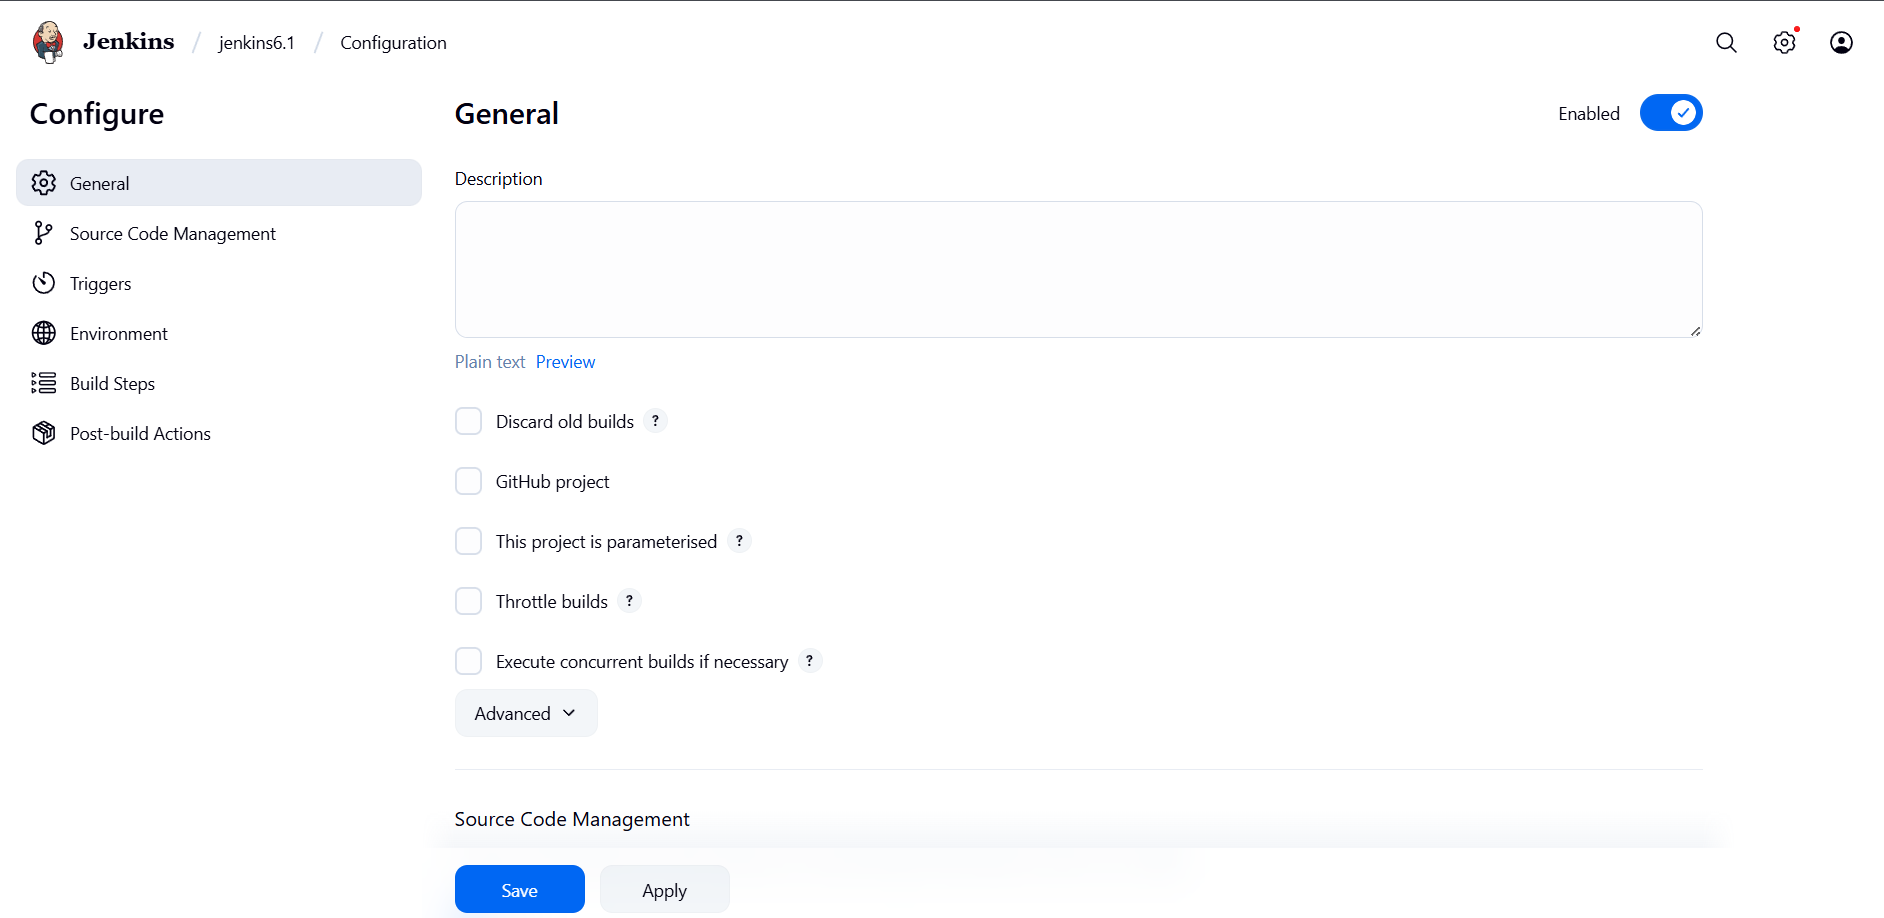 Jenkins / jenkins6.1 / Configuration
Configure
General
Source Code Management
Triggers
Environment
Build Steps
Post-build Actions
General
Enabled
Description
Plain text Preview
Discard old builds ?
GitHub project
This project is parameterised ?
Throttle builds ?
Execute concurrent builds if necessary ?
Advanced
Source Code Management
Save Apply